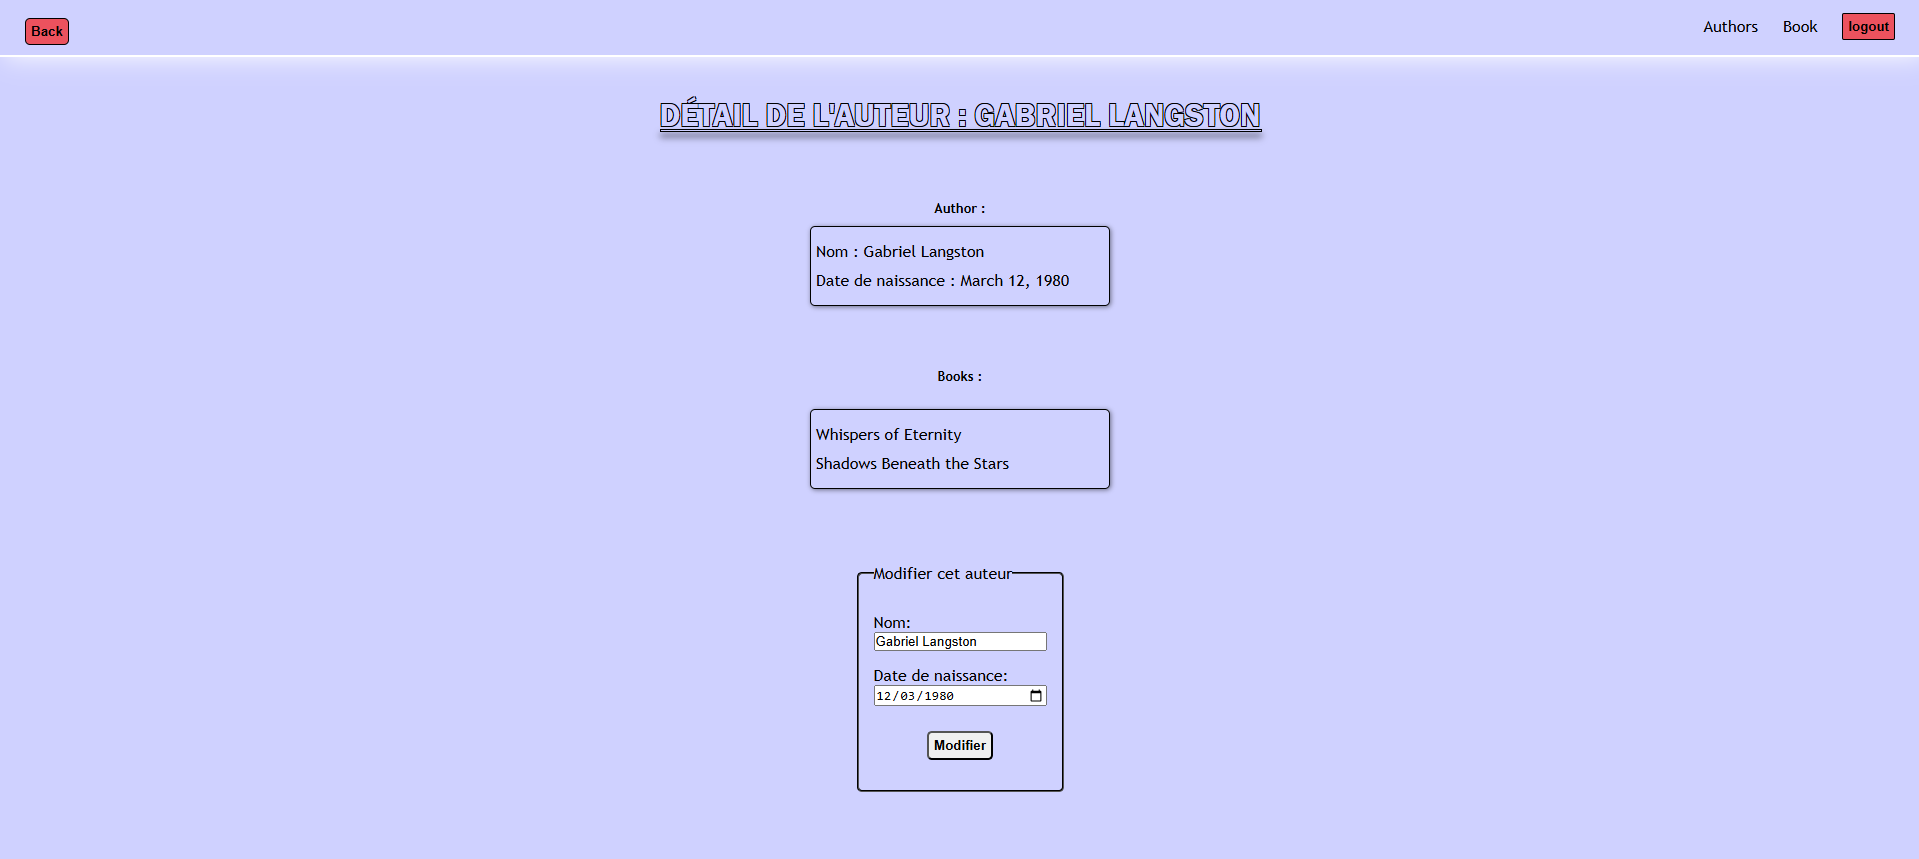 Back
Authors Book logout
DÉTAIL DE L'AUTEUR : GABRIEL LANGSTON
Author :
Nom : Gabriel Langston
Date de naissance : March 12, 1980
Books :
Whispers of Eternity
Shadows Beneath the Stars
Modifier cet auteur
Nom:
Gabriel Langston
Date de naissance:
12/03/1980
Modifier